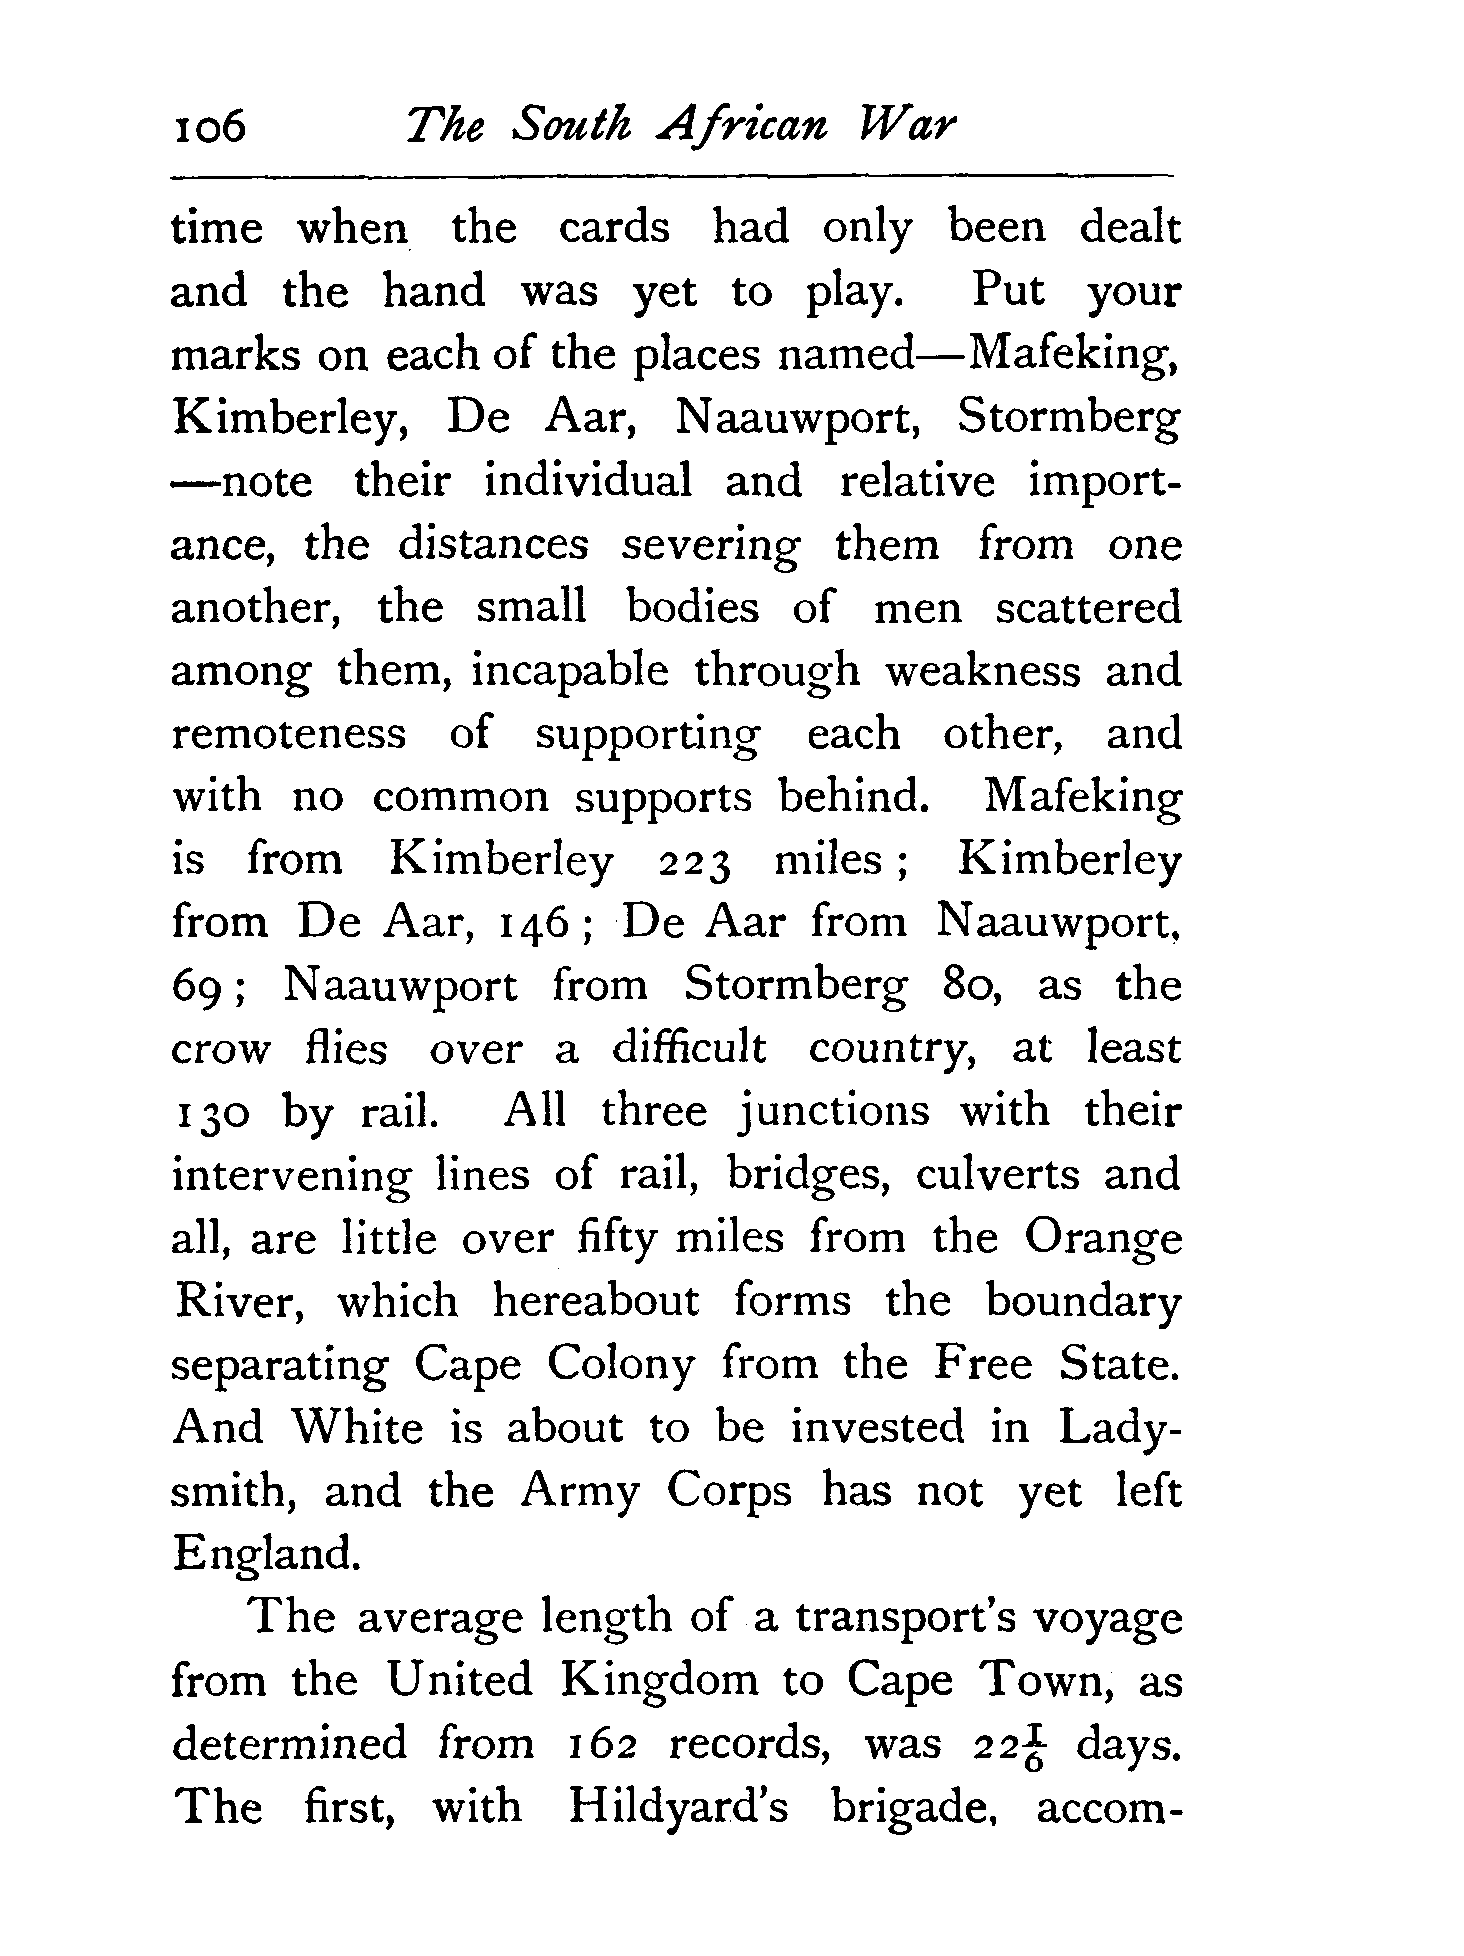 106 The South African War
time when the cards had only been dealt
and the hand was yet to play. Put your
marks on each of the places named—Mafeking,
Kimberley, De Aar, Naauwport, Stormberg
—note their individual and relative import-
ance, the distances severing them from one
another, the small bodies of men scattered
among them, incapable through weakness and
remoteness of supporting each other, and
with no common supports behind. Mafeking
is from Kimberley 223 miles ; Kimberley
from De Aar, 146 ; De Aar from Naauwport,
69 ; Naauwport from Stormberg 80, as the
crow flies over a difficult country, at least
130 by rail. All three junctions with their
intervening lines of rail, bridges, culverts and
all, are little over fifty miles from the Orange
River, which hereabout forms the boundary
separating Cape Colony from the Free State.
And White is about to be invested in Lady-
smith, and the Army Corps has not yet left
England.
The average length of a transport's voyage
from the United Kingdom to Cape Town, as
determined from 162 records, was 22⅙ days.
The first, with Hildyard's brigade, accom-